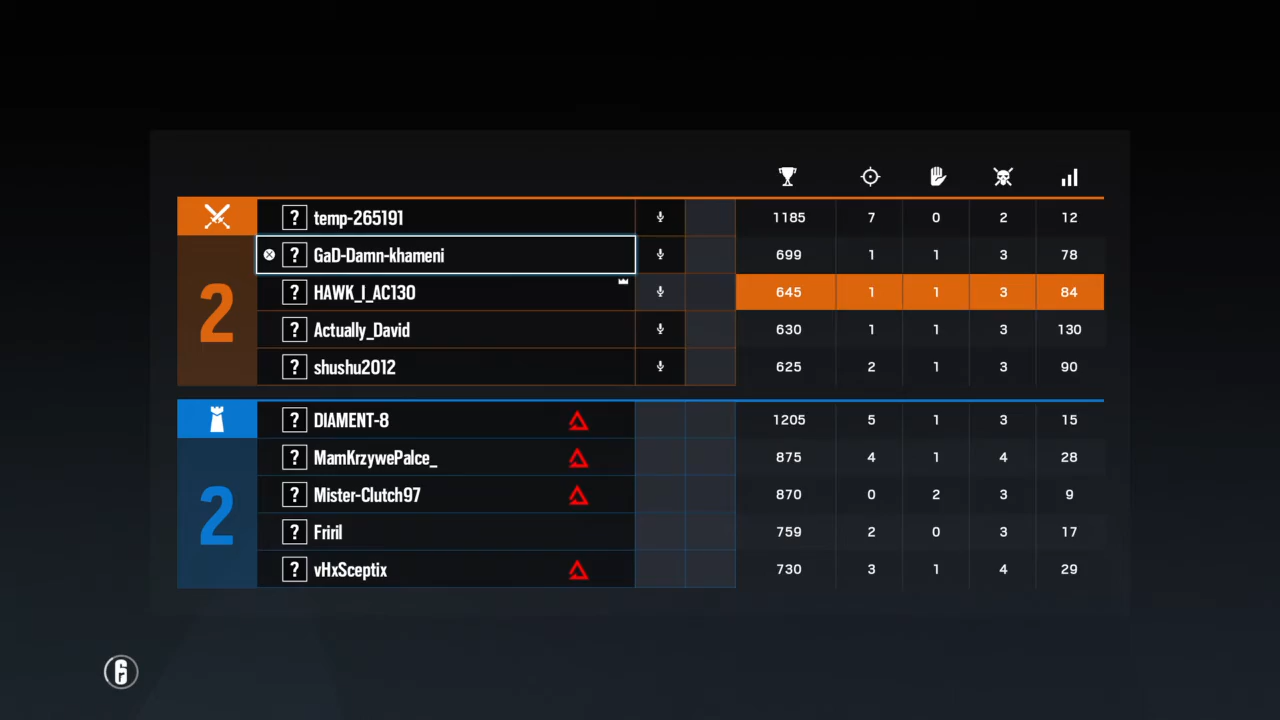 ? temp-265191 1185 7 0 2 12
? GaD-Damn-khameni 699 1 1 3 78
2 ? HAWK_I_AC130 645 1 1 3 84
? Actually_David 630 1 1 3 130
? shushu2012 625 2 1 3 90
? DIAMENT-8 1205 5 1 3 15
? MamKrzywePalce_ 875 4 1 4 28
2 ? Mister-Clutch97 870 0 2 3 9
? Friril 759 2 0 3 17
? vHxSceptix 730 3 1 4 29
6